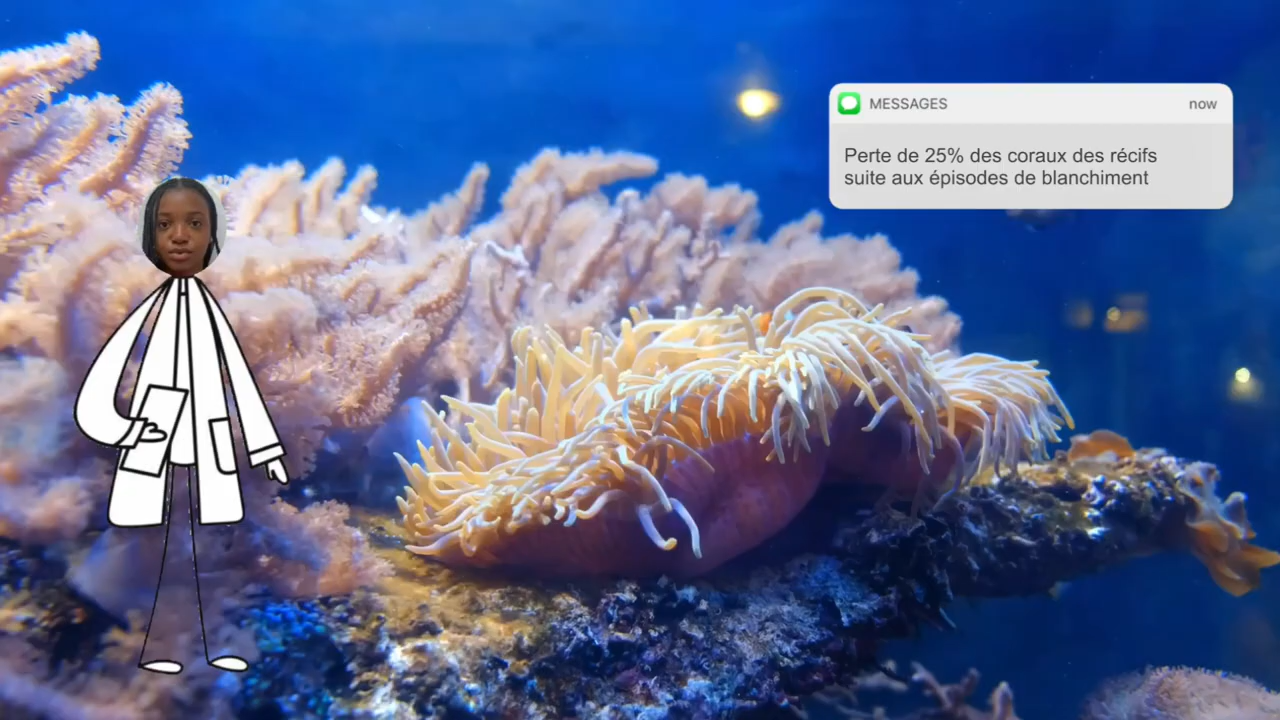 MESSAGES now
Perte de 25% des coraux des récifs
suite aux épisodes de blanchiment